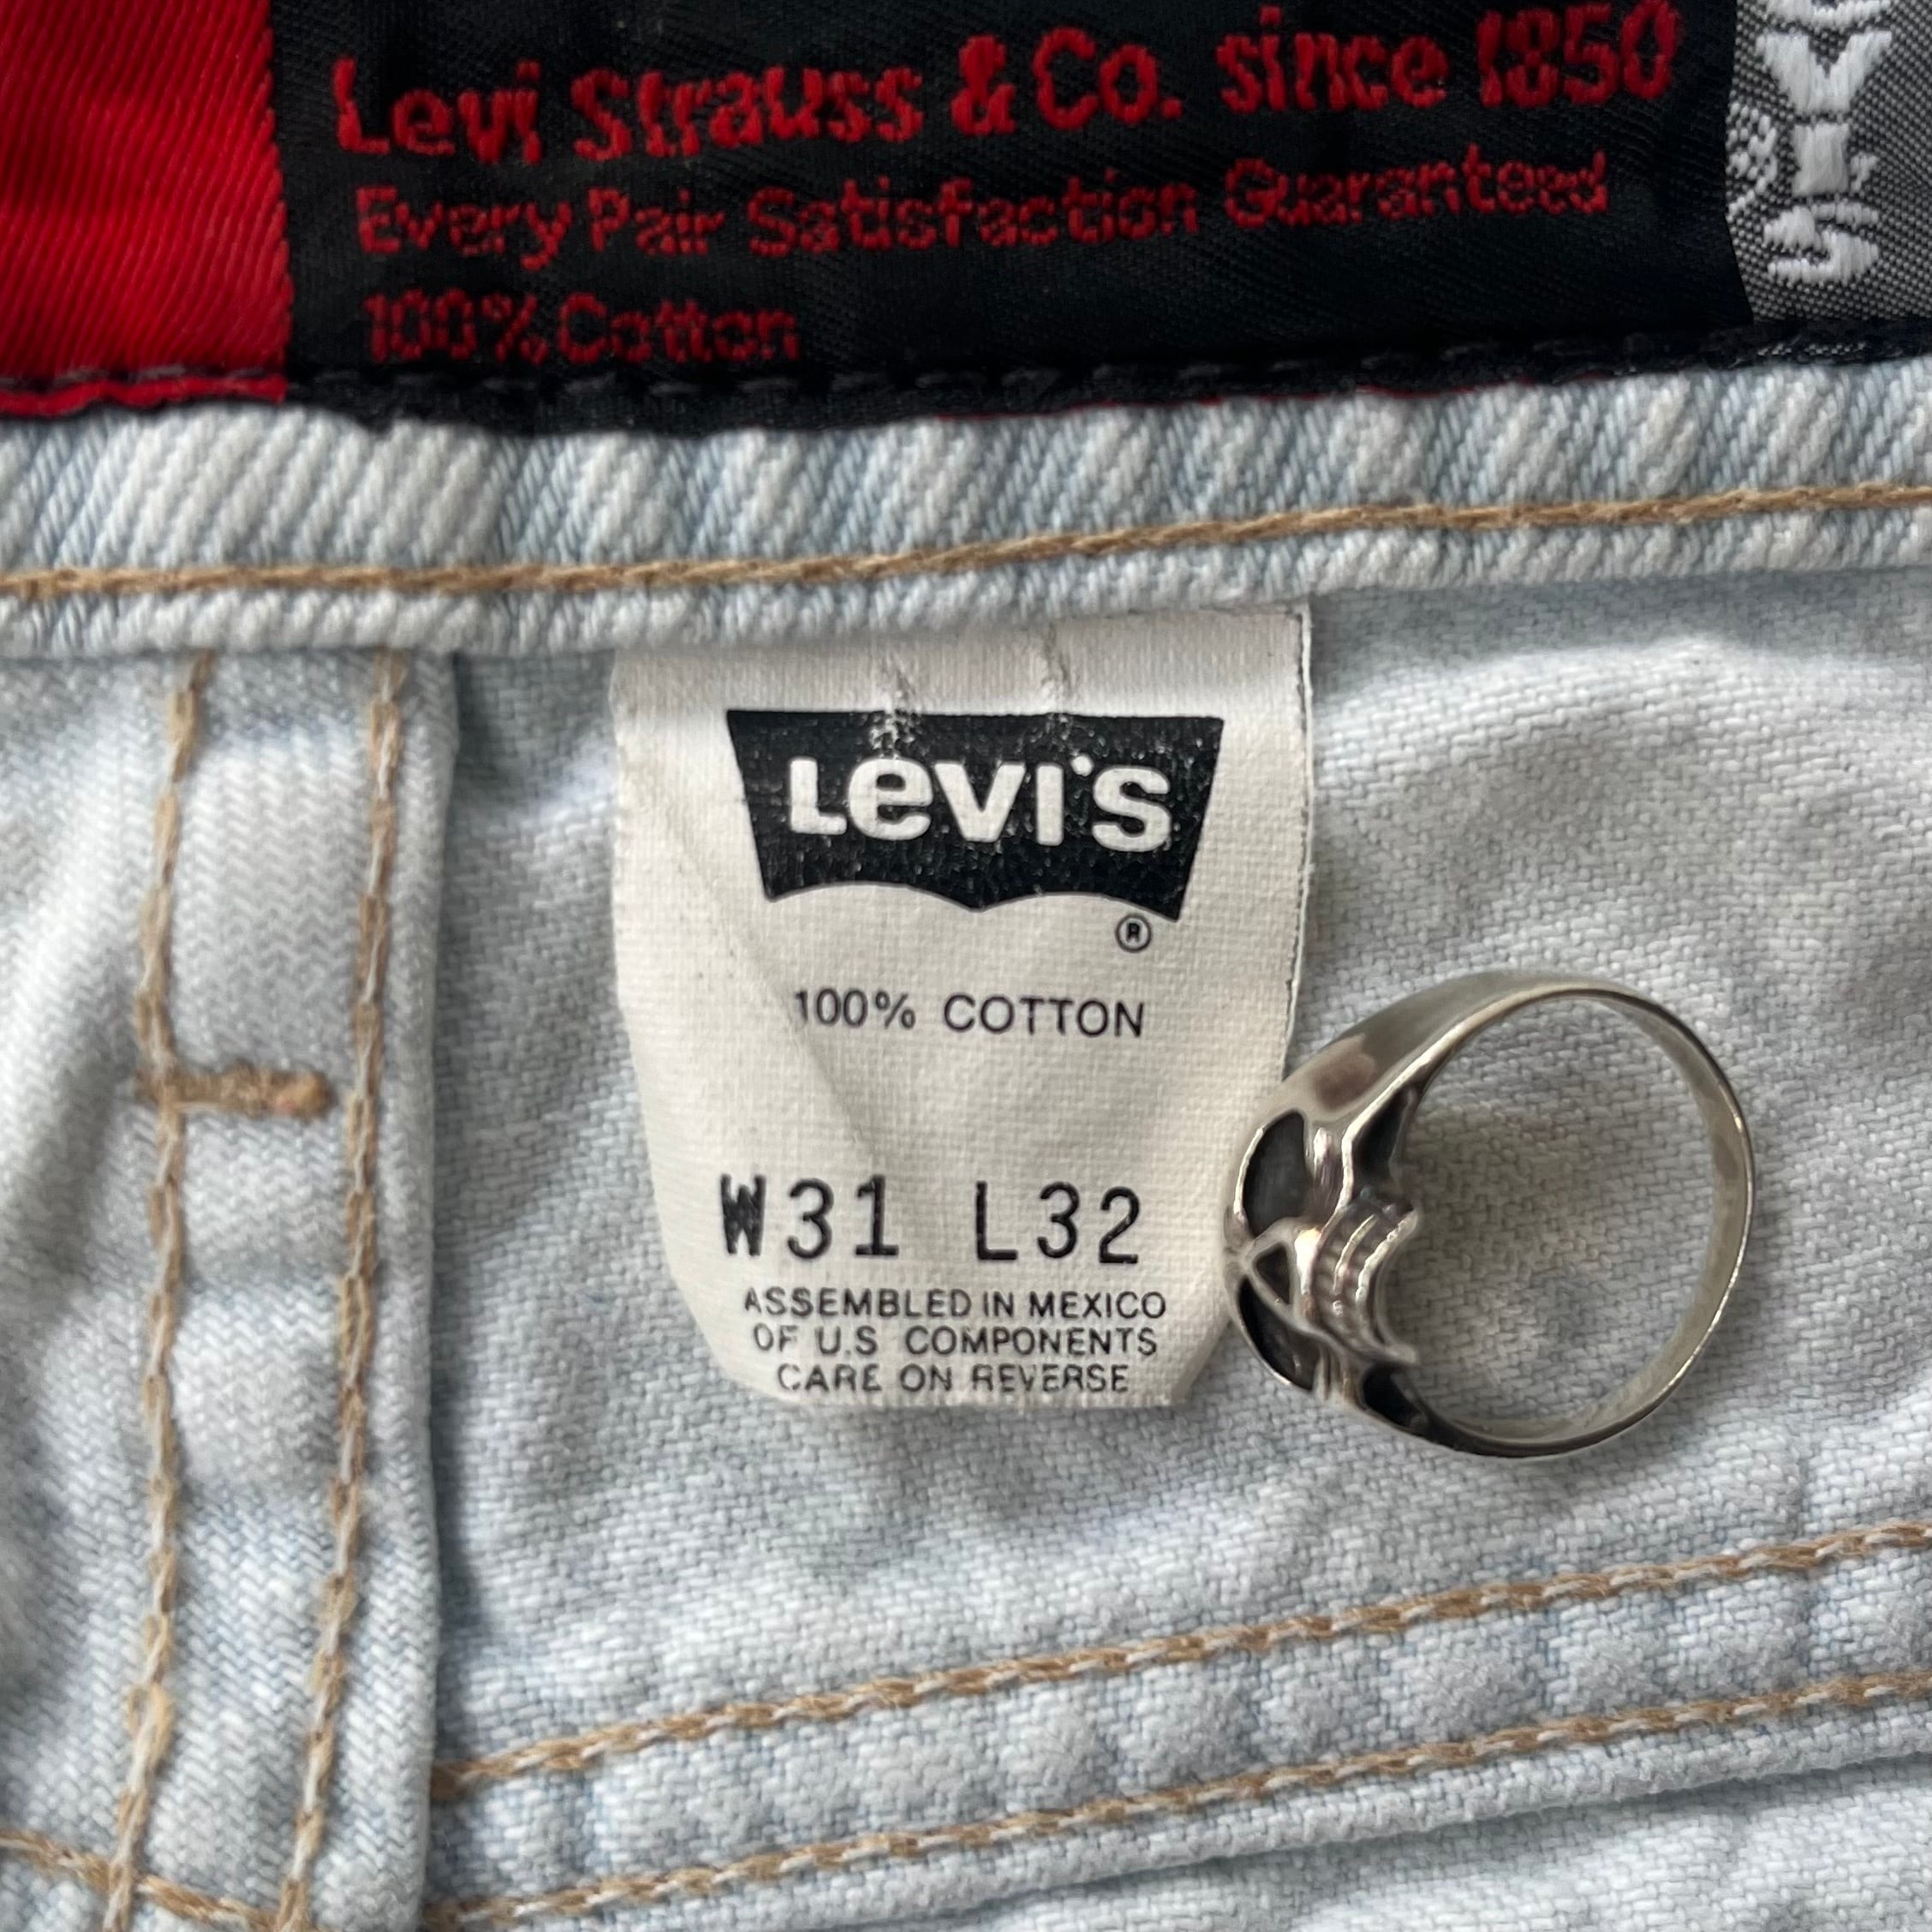 Levi Strauss & Co. since 1850
Every Pair Satisfaction Guaranteed
100% Cotton
LEVI'S
®
100% COTTON
W31 L32
ASSEMBLED IN MEXICO
OF U.S COMPONENTS
CARE ON REVERSE